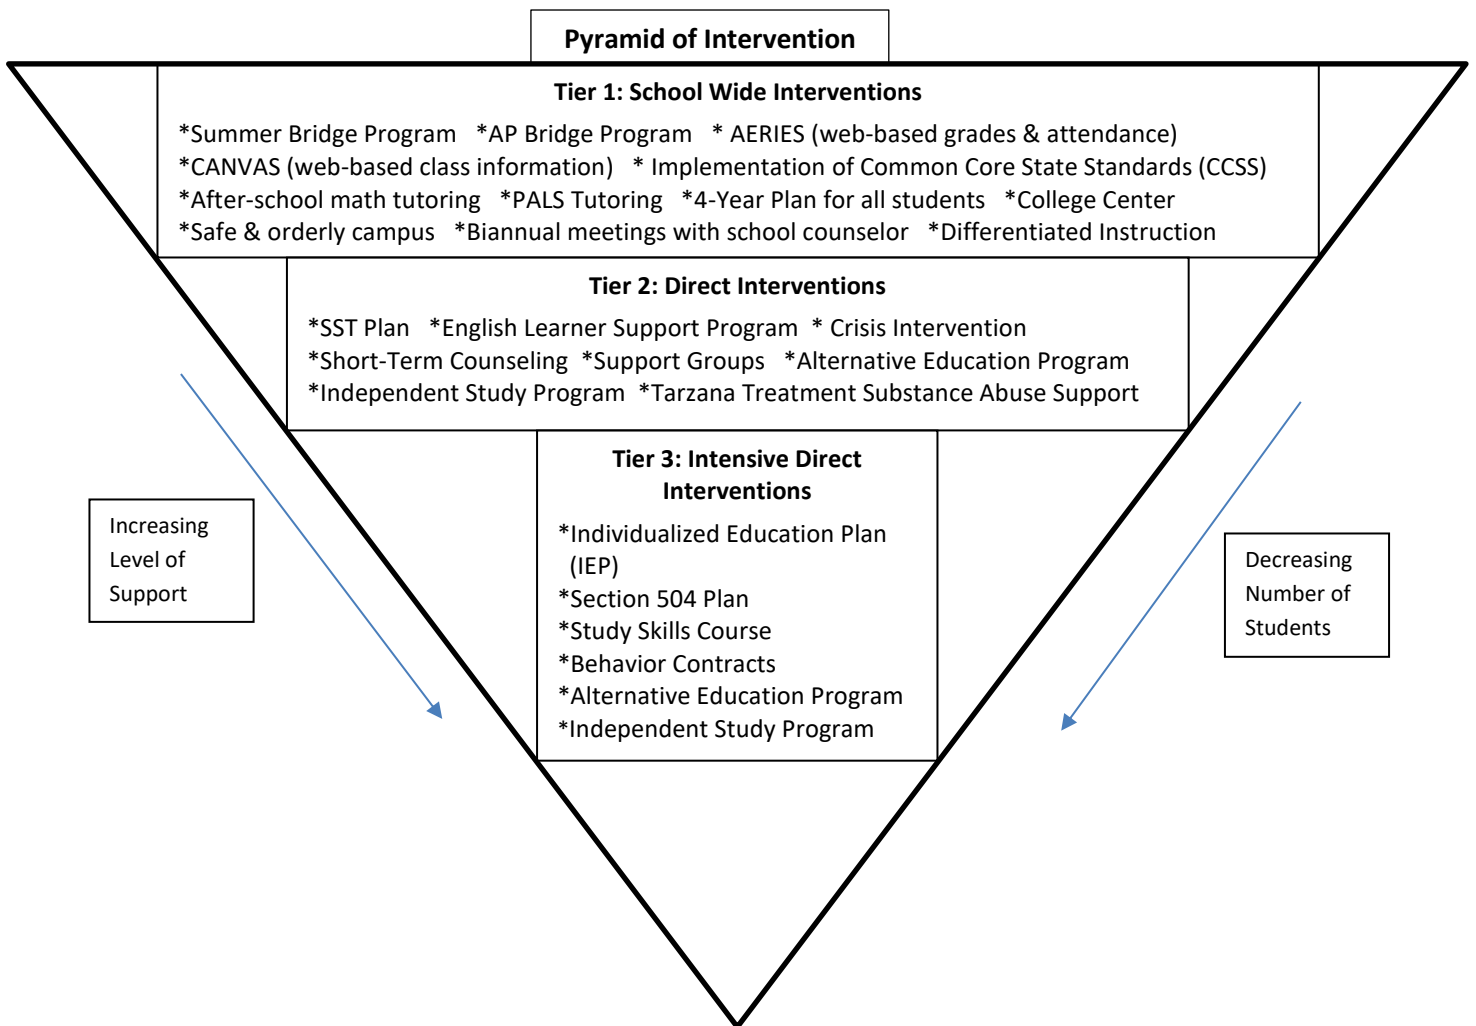 Pyramid of Intervention
Tier 1: School Wide Interventions
*Summer Bridge Program *AP Bridge Program * AERIES (web-based grades & attendance)
*CANVAS (web-based class information) * Implementation of Common Core State Standards (CCSS)
*After-school math tutoring *PALS Tutoring *4-Year Plan for all students *College Center
*Safe & orderly campus *Biannual meetings with school counselor *Differentiated Instruction
Tier 2: Direct Interventions
*SST Plan *English Learner Support Program * Crisis Intervention
*Short-Term Counseling *Support Groups *Alternative Education Program
*Independent Study Program *Tarzana Treatment Substance Abuse Support
Tier 3: Intensive Direct
Interventions
*Individualized Education Plan
(IEP)
*Section 504 Plan
*Study Skills Course
*Behavior Contracts
*Alternative Education Program
*Independent Study Program
Increasing
Level of
Support
Decreasing
Number of
Students